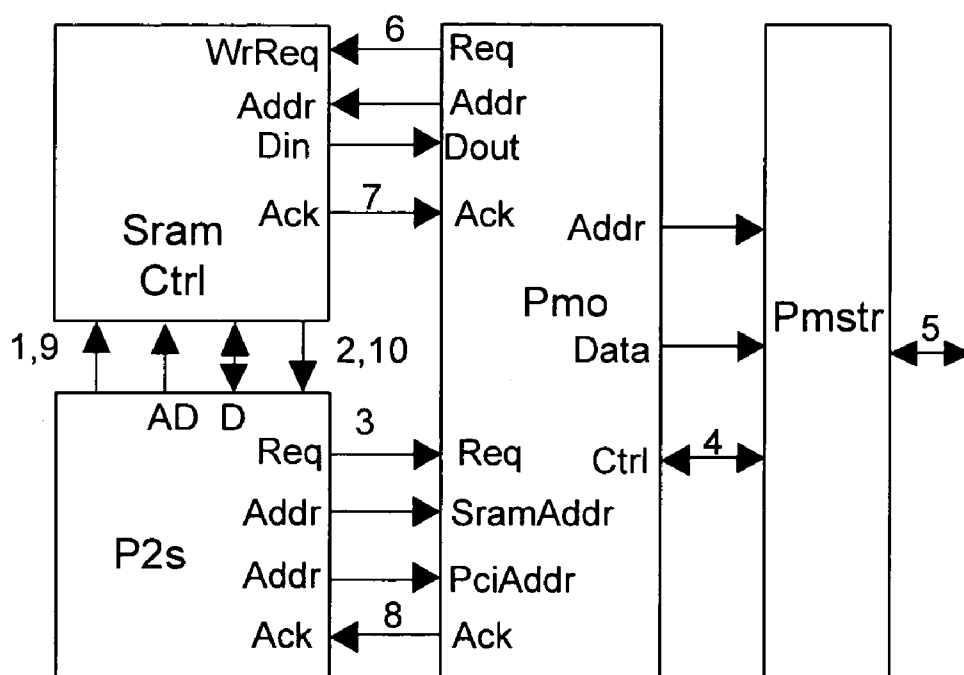 WrReq 6 Req
Addr Addr
Din Dout
Ack 7 Ack
Sram
Ctrl
Addr
Pmo
Data
Pmstr
5
1,9 2,10
AD D
Req 3 Req
Ctrl 4
Addr SramAddr
P2s
Addr PciAddr
Ack 8 Ack